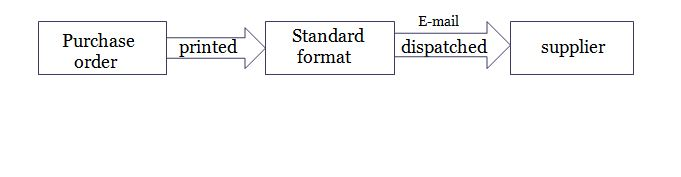 Purchase
order
printed
Standard
format
E-mail
dispatched
supplier